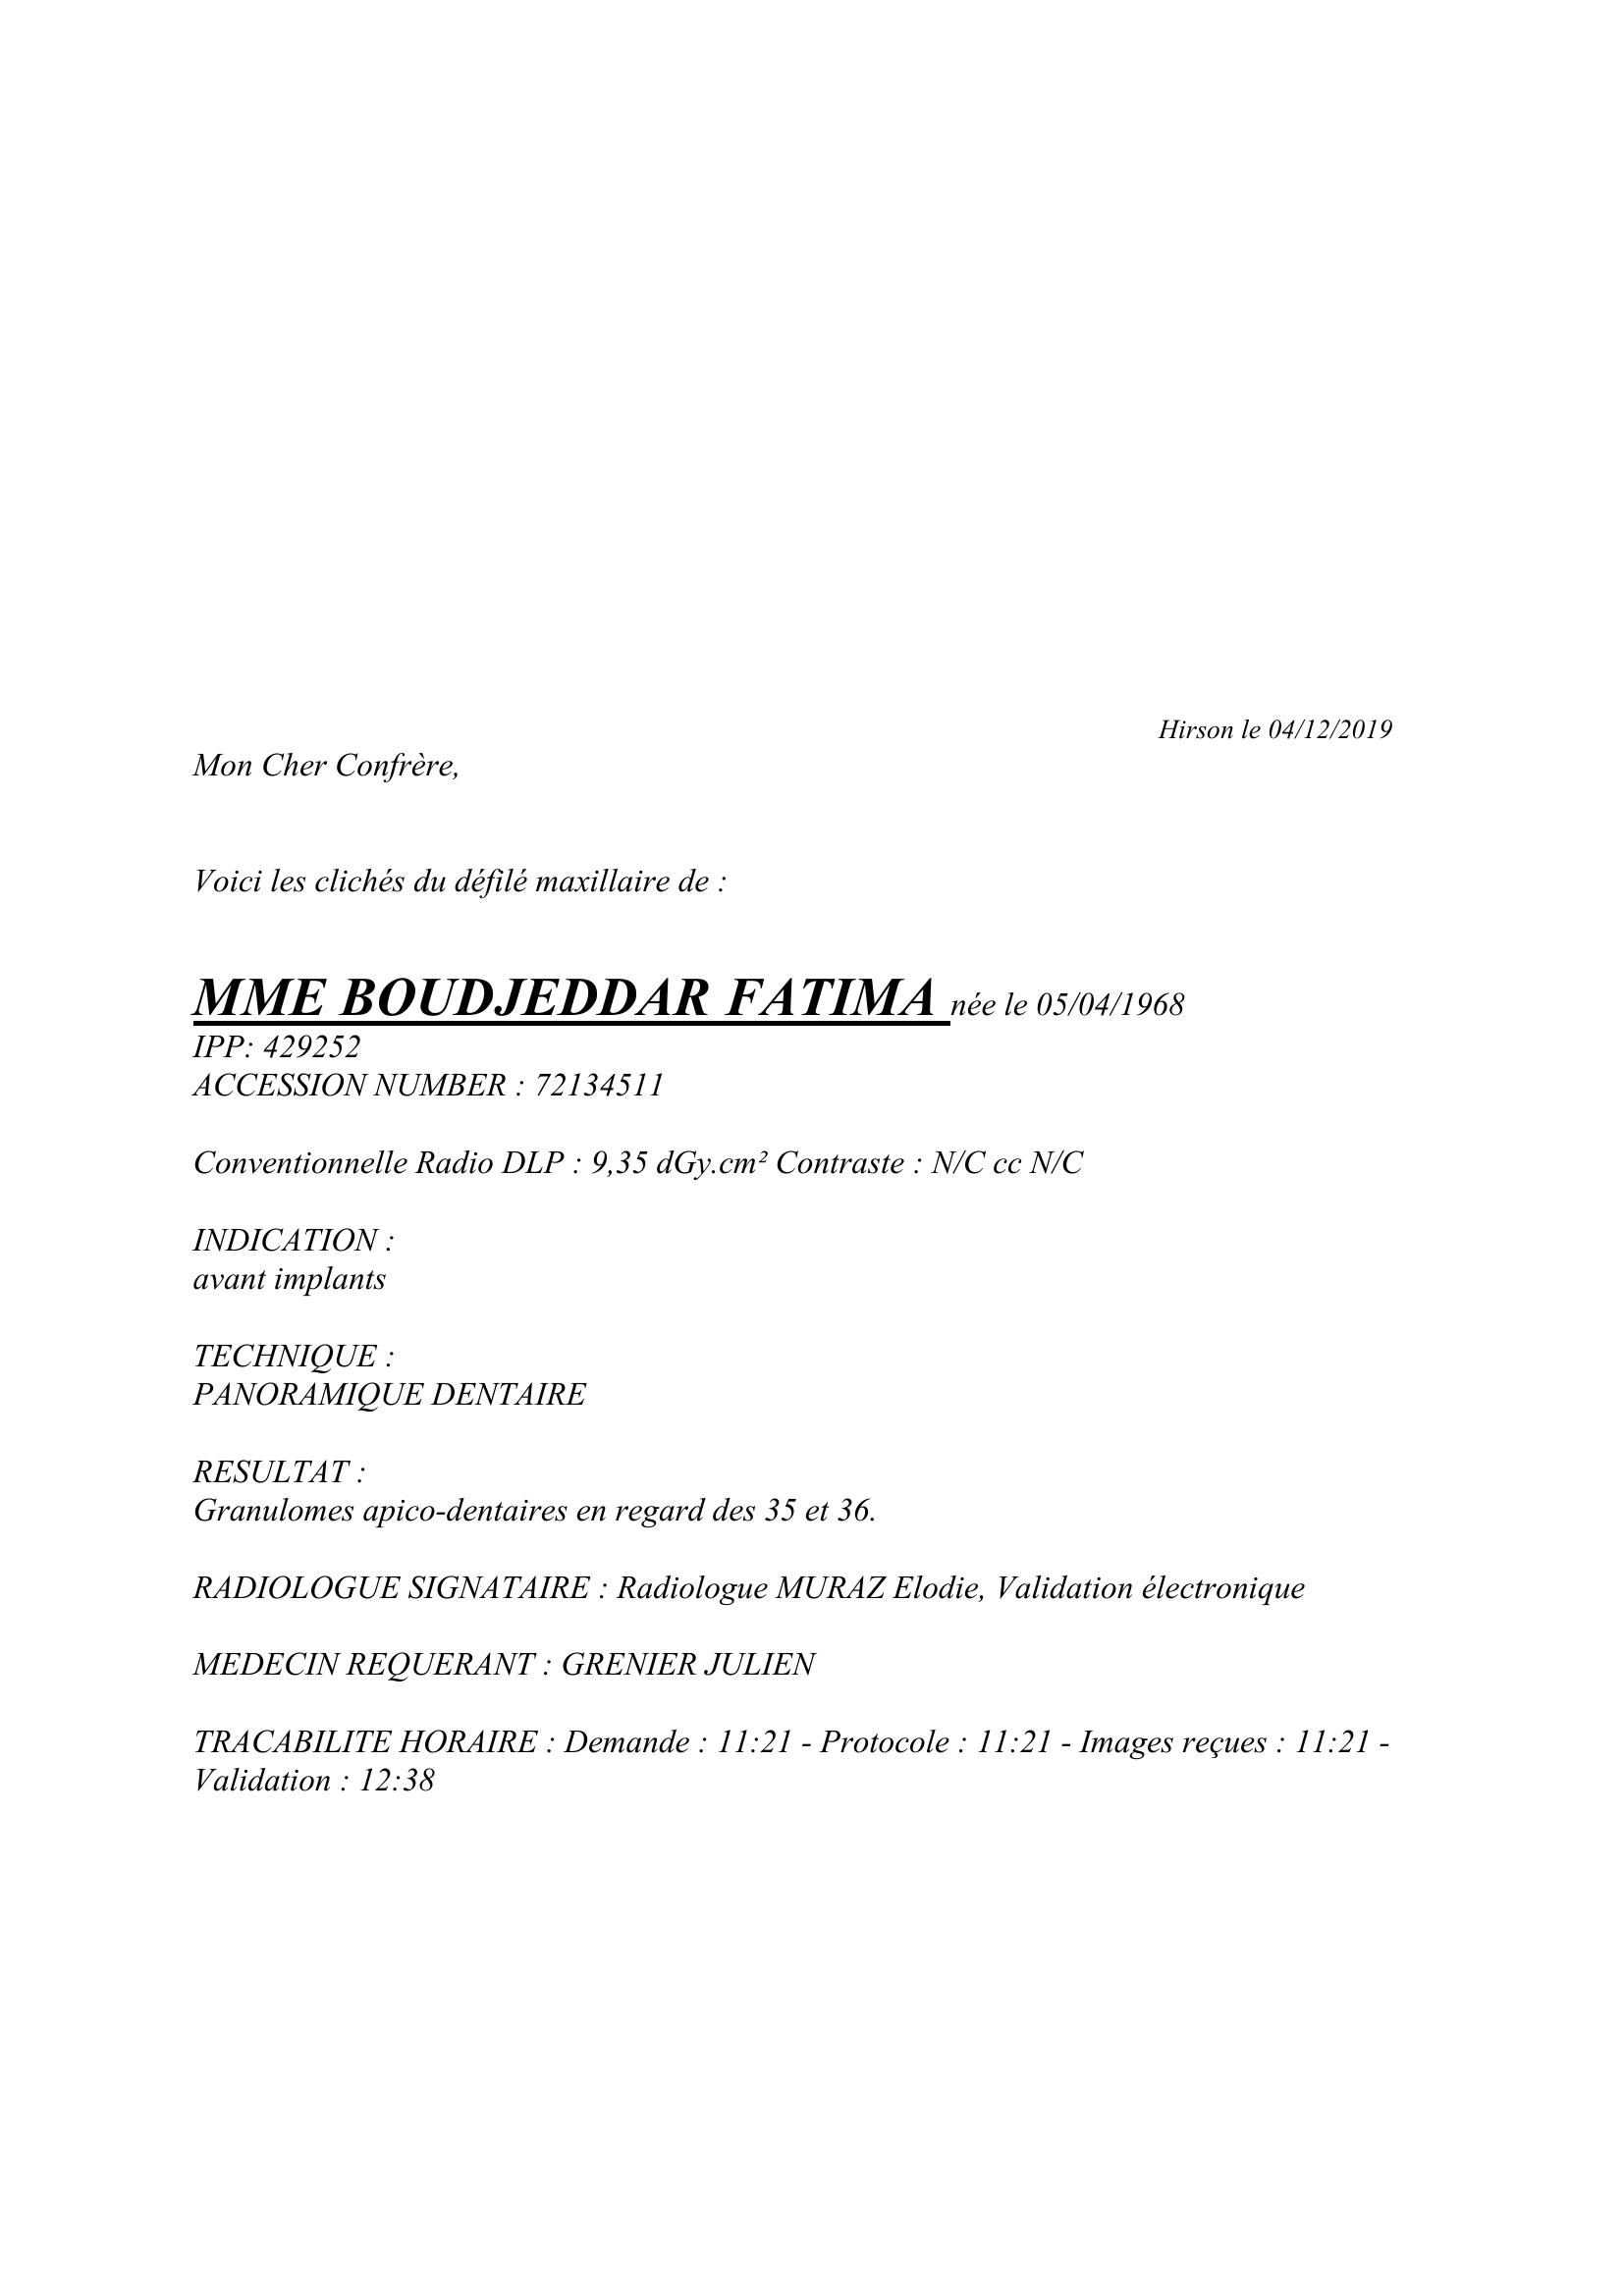 Hirson le 04/12/2019
Mon Cher Confrère,
Voici les clichés du défilé maxillaire de :
MME BOUDJEDDAR FATIMA née le 05/04/1968
IPP: 429252
ACCESSION NUMBER : 72134511
Conventionnelle Radio DLP : 9,35 dGy.cm² Contraste : N/C cc N/C
INDICATION :
avant implants
TECHNIQUE :
PANORAMIQUE DENTAIRE
RESULTAT :
Granulomes apico-dentaires en regard des 35 et 36.
RADIOLOGUE SIGNATAIRE : Radiologue MURAZ Elodie, Validation électronique
MEDECIN REQUERANT : GRENIER JULIEN
TRACABILITE HORAIRE : Demande : 11:21 - Protocole : 11:21 - Images reçues : 11:21 -
Validation : 12:38